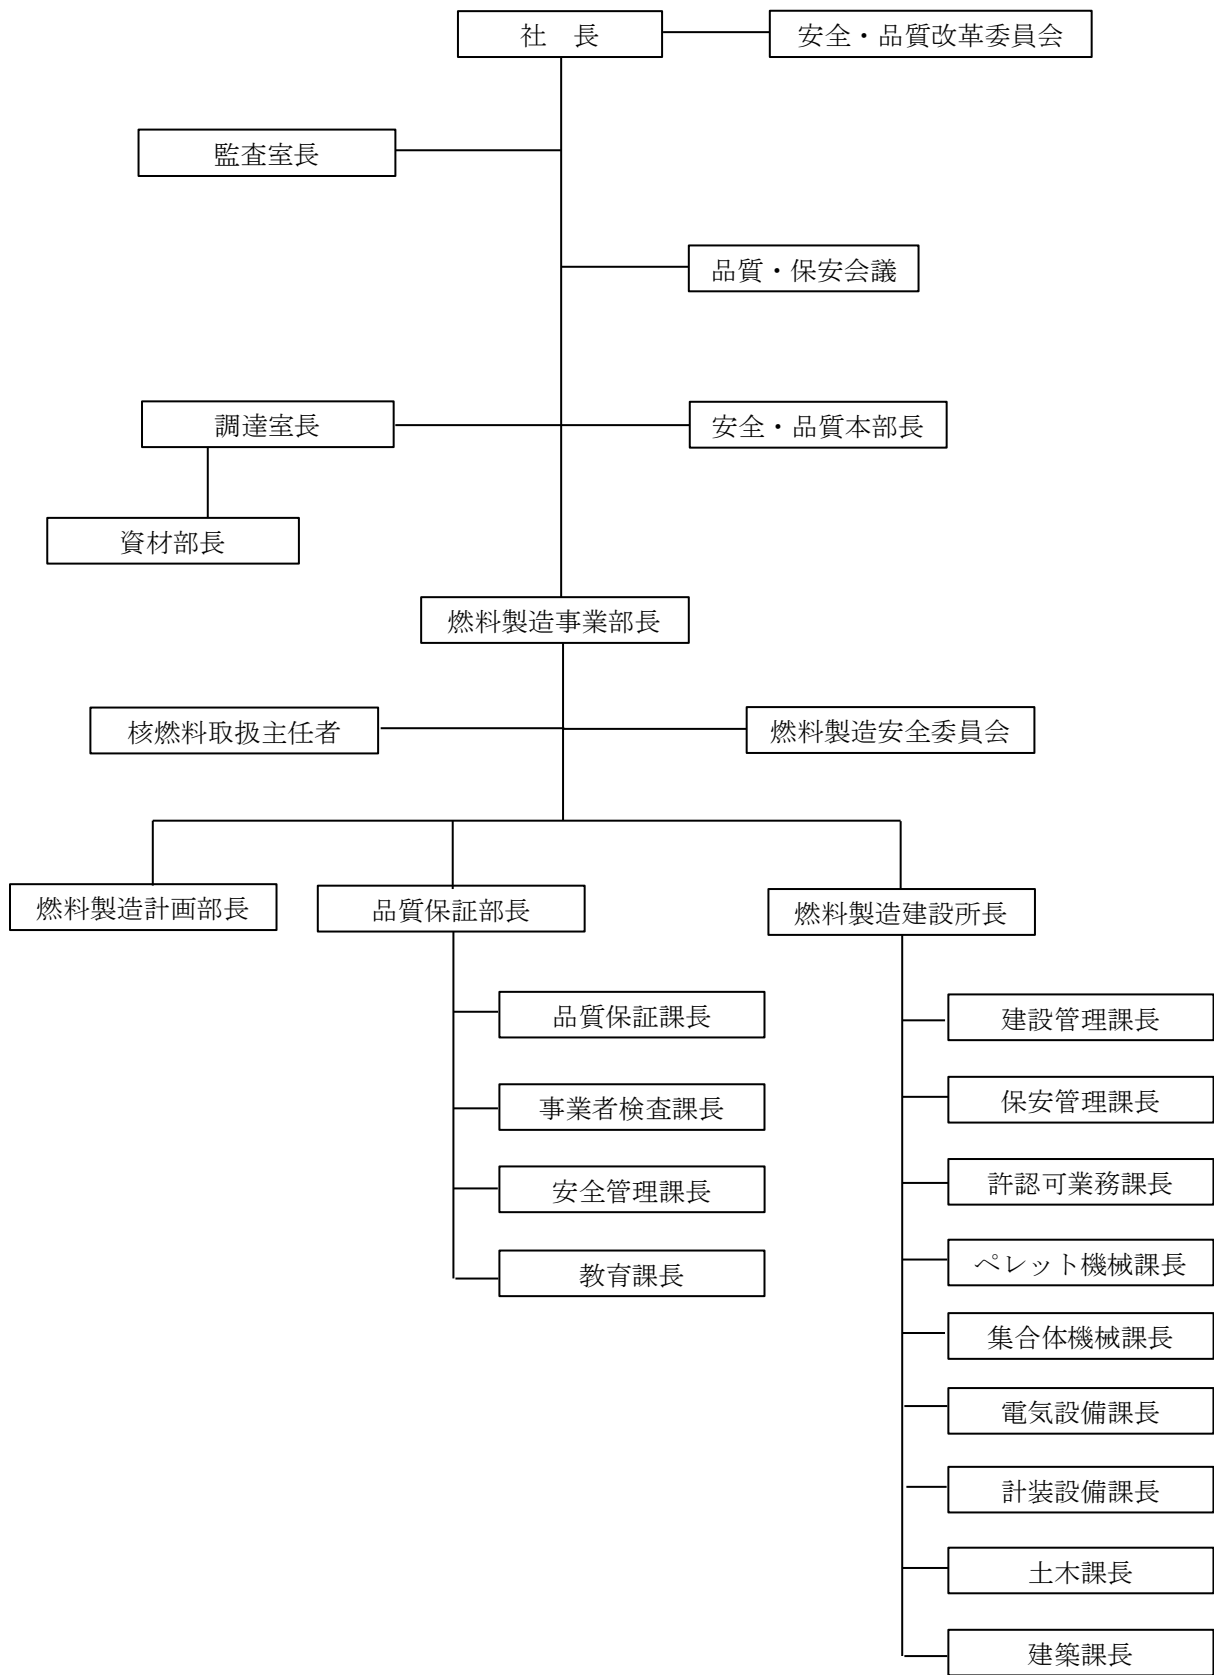 社　長
安全・品質改革委員会
監査室長
品質・保安会議
調達室長
安全・品質本部長
資材部長
燃料製造事業部長
核燃料取扱主任者
燃料製造安全委員会
燃料製造計画部長
品質保証部長
燃料製造建設所長
品質保証課長
事業者検査課長
安全管理課長
教育課長
建設管理課長
保安管理課長
許認可業務課長
ペレット機械課長
集合体機械課長
電気設備課長
計装設備課長
土木課長
建築課長